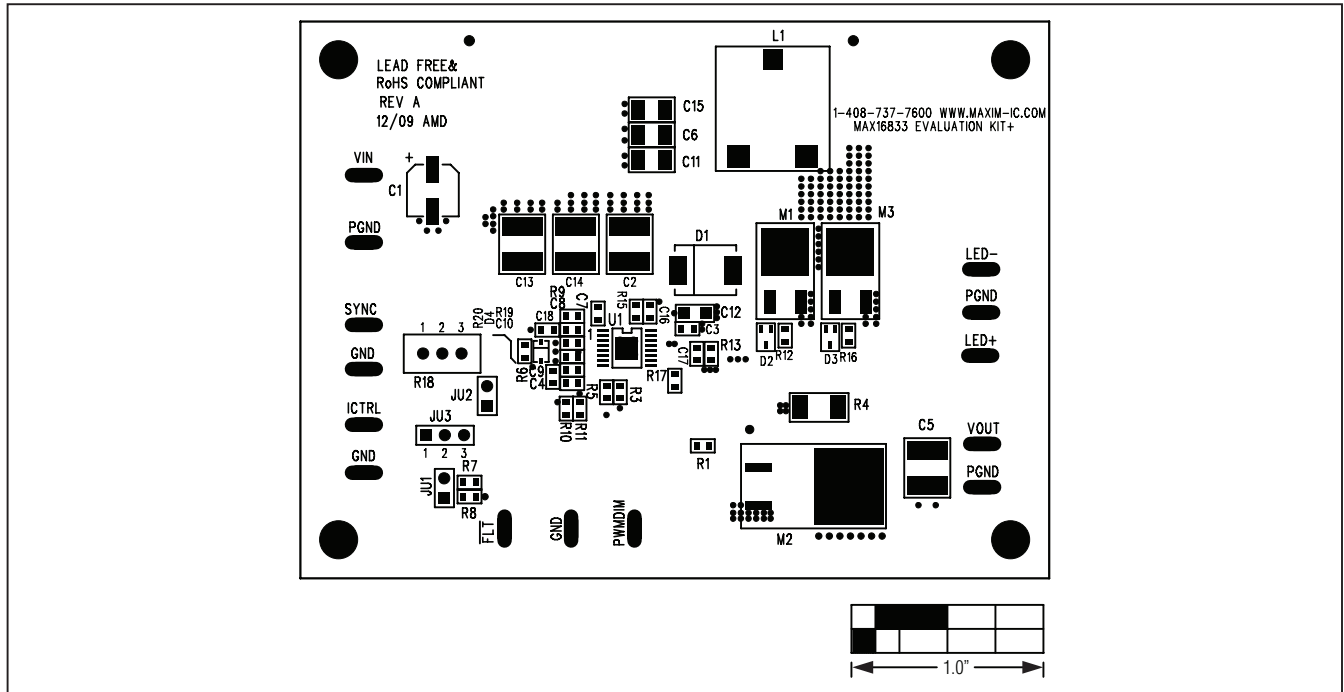 L1
LEAD FREE&
RoHS COMPLIANT
REV A
12/09 AMD
C15
C6
C11
1-408-737-7600 WWW.MAXIM-IC.COM
MAX16833 EVALUATION KIT+
VIN
+
C1
PGND
M1
M3
D1
LED-
C13
C14
C2
PGND
LED+
SYNC
R20
D4
R19
C10
R9
C8
C18
C7
1
U1
R15
C16
C12
C3
C17
R13
D2
R12
D3
R16
1 2 3
GND
R18
R6
C9
C4
R17
JU2
R5
R3
R4
ICTRL
JU3
1 2 3
R10
R11
C5
VOUT
GND
R7
R1
PGND
JU1
R8
FLT
GND
PWMDIM
M2
1.0"